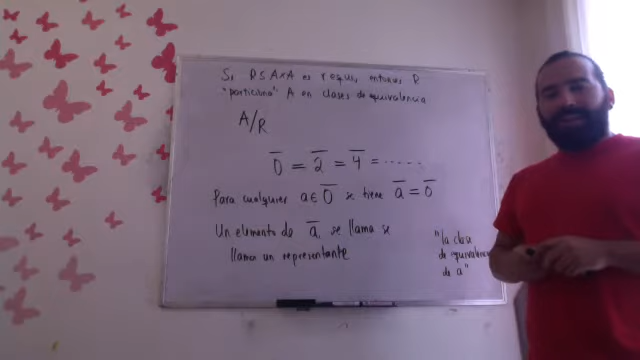 Si R ⊆ A×A es r equiv, entonces R
"particiona" A en clases de equivalencia
A/R
0̅ = 2̅ = 4̅ = ......
Para cualquier a ∈ 0̅ se tiene a̅ = 0̅
Un elemento de a̅, se llama se
llama un representante
"la clase
de equivalencia
de a"